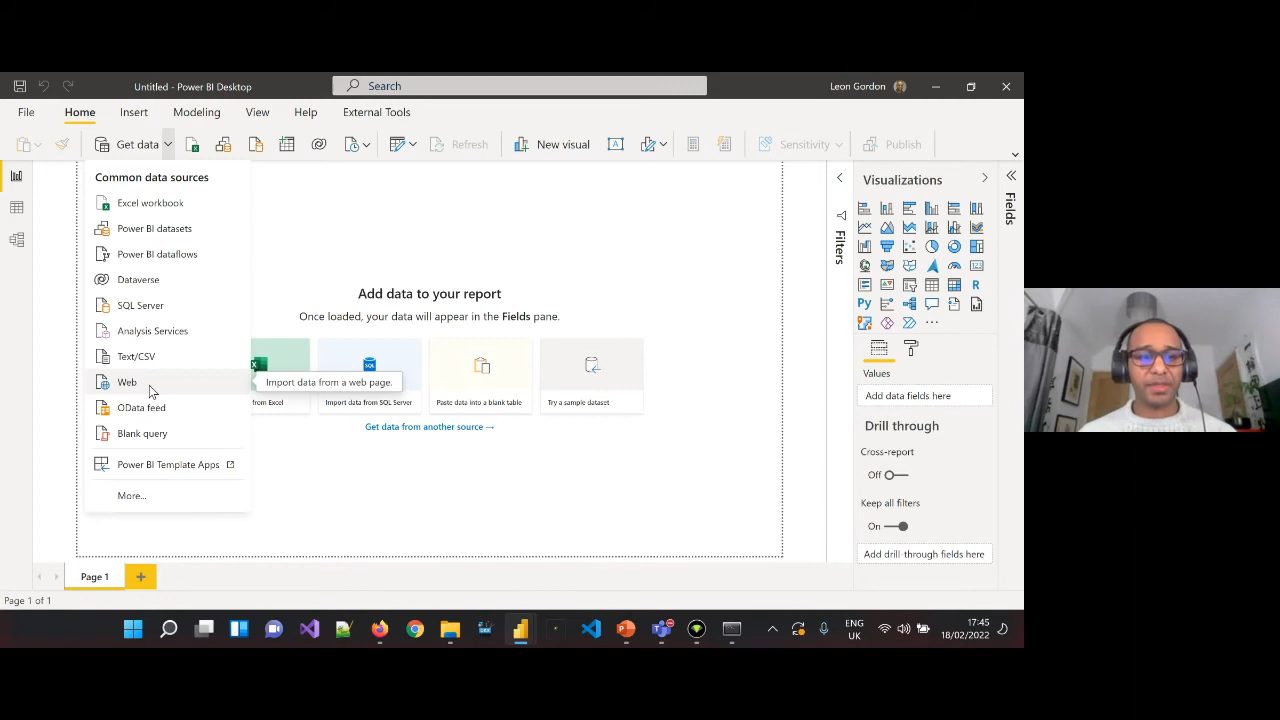 Untitled - Power BI Desktop
Search
Leon Gordon
File Home Insert Modeling View Help External Tools
Get data
Refresh
New visual
Sensitivity
Publish
Common data sources
Excel workbook
Power BI datasets
Power BI dataflows
Dataverse
SQL Server
Analysis Services
Text/CSV
Web
Import data from a web page.
OData feed
Blank query
Power BI Template Apps
More...
Add data to your report
Once loaded, your data will appear in the Fields pane.
SQL
from Excel
Import data from SQL Server
Paste data into a blank table
Try a sample dataset
Get data from another source →
Filters
Visualizations
123
R
Py
Values
Add data fields here
Drill through
Cross-report
Off
Keep all filters
On
Add drill-through fields here
Fields
Page 1
Page 1 of 1
ENG
UK
17:45
18/02/2022